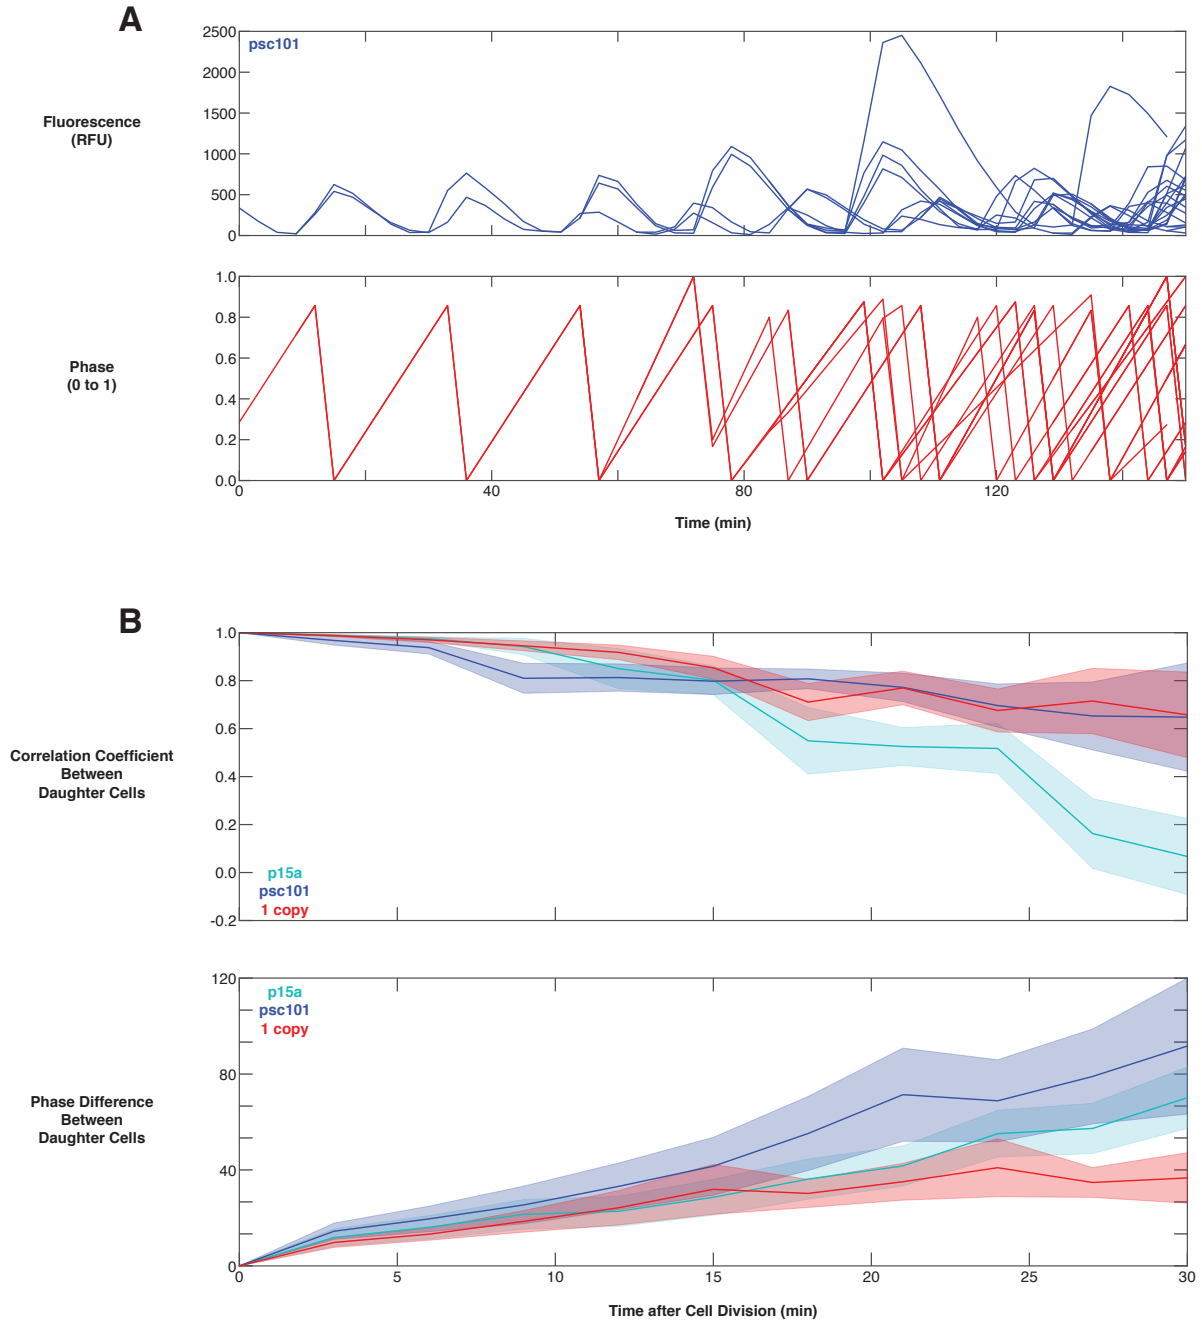 A
psc101
2500
2000
1500
1000
500
0
Fluorescence
(RFU)
1.0
0.8
0.6
0.4
0.2
0.0
Phase
(0 to 1)
0
40
80
120
Time (min)
B
1.0
0.8
0.6
0.4
0.2
0.0
-0.2
Correlation Coefficient
Between
Daughter Cells
p15a
psc101
1 copy
120
80
40
0
p15a
psc101
1 copy
Phase Difference
Between
Daughter Cells
0
5
10
15
20
25
30
Time after Cell Division (min)